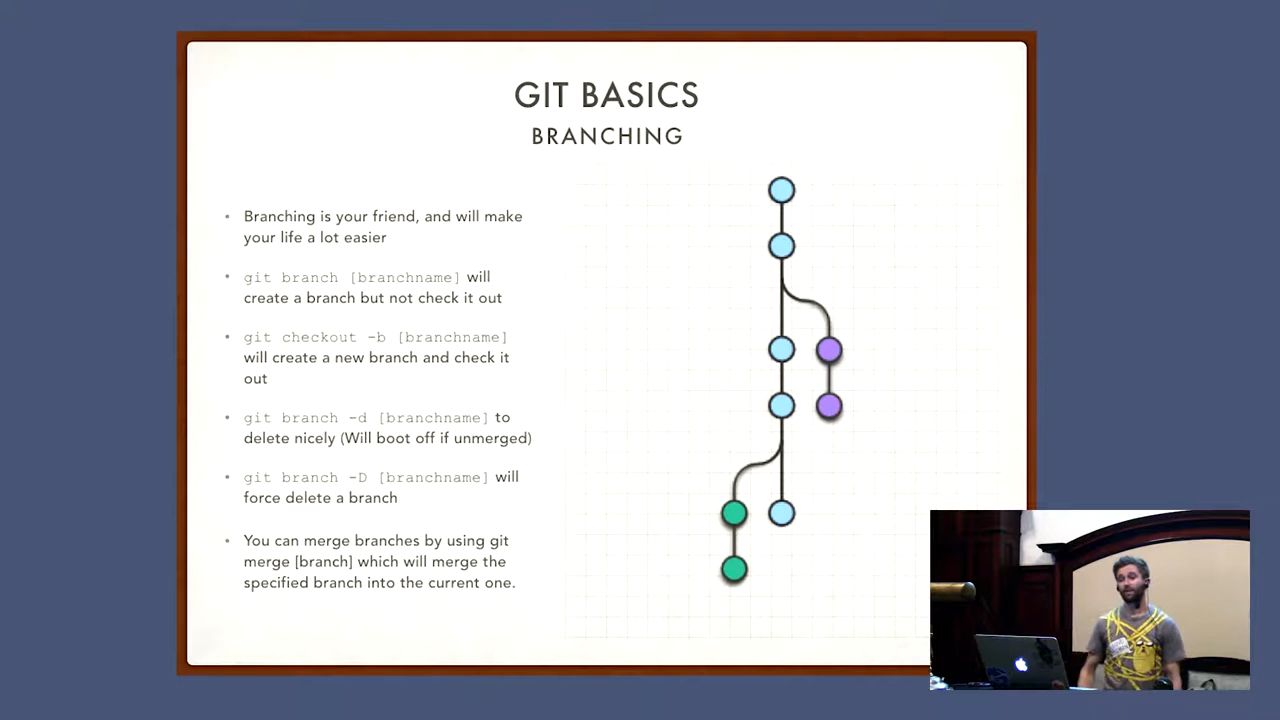 GIT BASICS
BRANCHING
• Branching is your friend, and will make
your life a lot easier
• git branch [branchname] will
create a branch but not check it out
• git checkout -b [branchname]
will create a new branch and check it
out
• git branch -d [branchname] to
delete nicely (Will boot off if unmerged)
• git branch -D [branchname] will
force delete a branch
• You can merge branches by using git
merge [branch] which will merge the
specified branch into the current one.